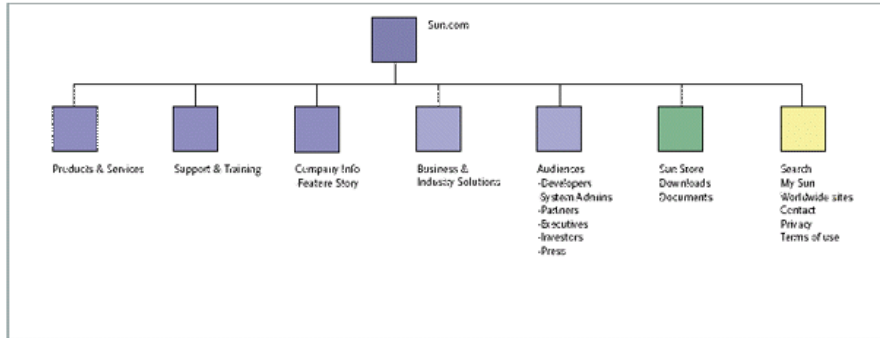 Sun.com
Products & Services
Support & Training
Company Info
Feature Story
Business &
Industry Solutions
Audiences
-Developers
-System Admins
-Partners
-Executives
-Investors
-Press
Sun Store
Downloads
Documents
Search
My Sun
Worldwide sites
Contact
Privacy
Terms of use